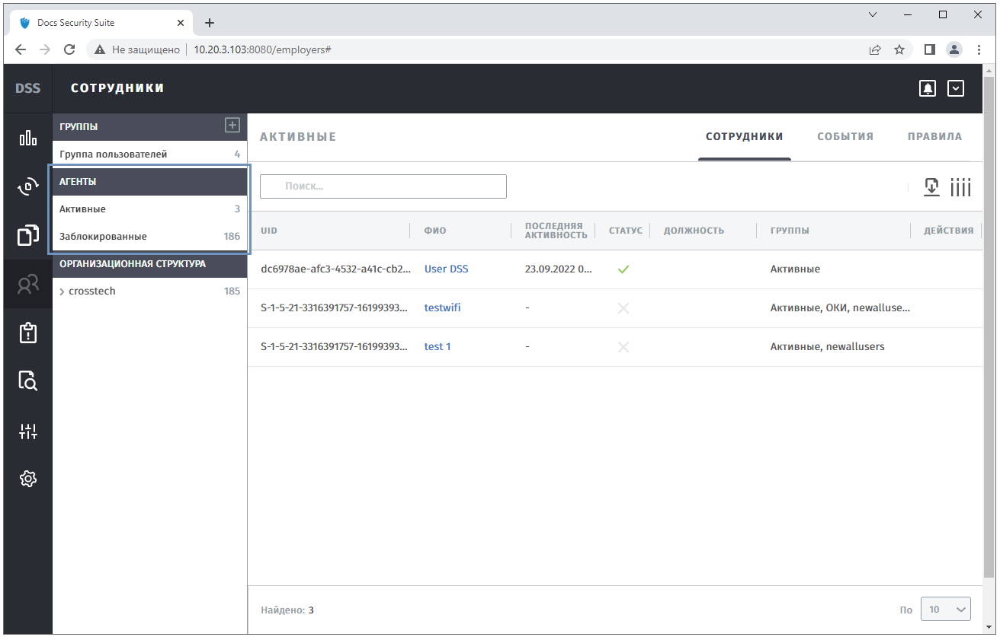 Docs Security Suite
Не защищено 10.20.3.103:8080/employers#
DSS СОТРУДНИКИ
ГРУППЫ
Группа пользователей 4
АГЕНТЫ
Активные 3
Заблокированные 186
ОРГАНИЗАЦИОННАЯ СТРУКТУРА
crosstech 185
АКТИВНЫЕ СОТРУДНИКИ СОБЫТИЯ ПРАВИЛА
Поиск...
UID ФИО ПОСЛЕДНЯЯ АКТИВНОСТЬ СТАТУС ДОЛЖНОСТЬ ГРУППЫ ДЕЙСТВИЯ
dc6978ae-afc3-4532-a41c-cb2... User DSS 23.09.2022 0... Активные
S-1-5-21-3316391757-16199393... testwifi - Активные, ОКИ, newalluse...
S-1-5-21-3316391757-16199393... test 1 - Активные, newallusers
Найдено: 3 По 10